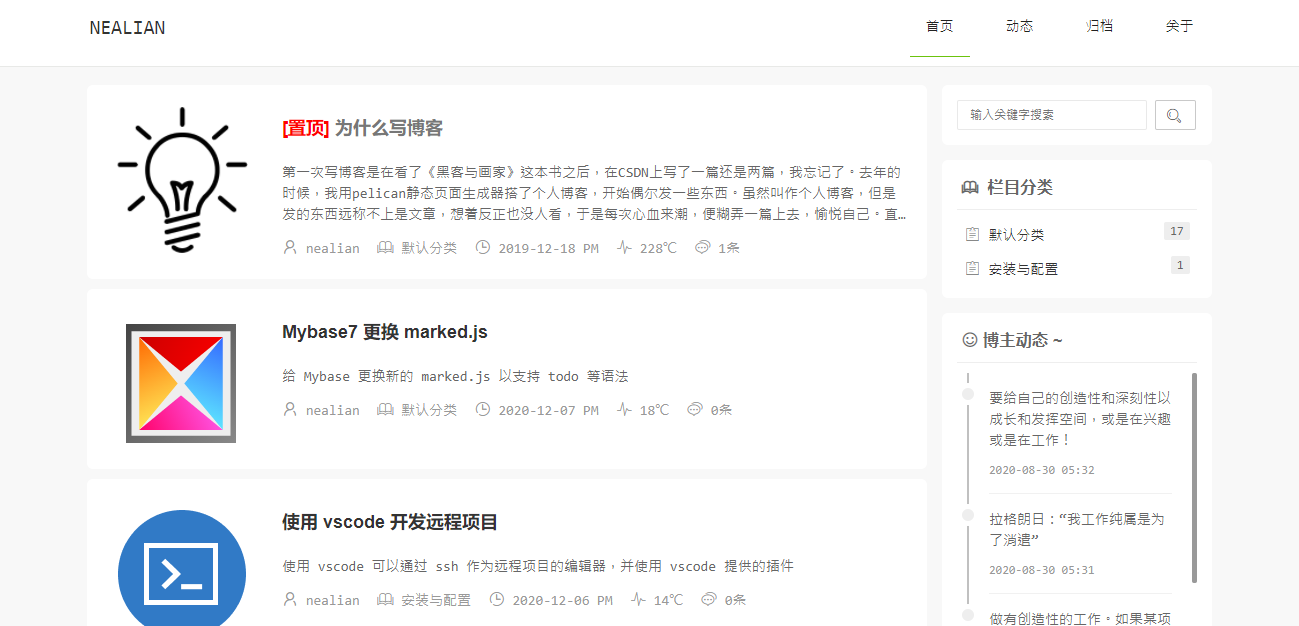 NEALIAN
首页
动态
归档
关于
[置顶] 为什么写博客
第一次写博客是在看了《黑客与画家》这本书之后，在CSDN上写了一篇还是两篇，我忘记了。去年的
时候，我用pelican静态页面生成器搭了个人博客，开始偶尔发一些东西。虽然叫作个人博客，但是
发的东西远称不上是文章，想着反正也没人看，于是每次心血来潮，便糊弄一篇上去，愉悦自己。直…
nealian 默认分类 2019-12-18 PM 228℃ 1条
Mybase7 更换 marked.js
给 Mybase 更换新的 marked.js 以支持 todo 等语法
nealian 默认分类 2020-12-07 PM 18℃ 0条
使用 vscode 开发远程项目
使用 vscode 可以通过 ssh 作为远程项目的编辑器，并使用 vscode 提供的插件
nealian 安装与配置 2020-12-06 PM 14℃ 0条
输入关键字搜索
栏目分类
默认分类 17
安装与配置 1
博主动态 ~
要给自己的创造性和深刻性以
成长和发挥空间，或是在兴趣
或是在工作！
2020-08-30 05:32
拉格朗日：“我工作纯属是为
了消遣”
2020-08-30 05:31
做有创造性的工作。如果某项